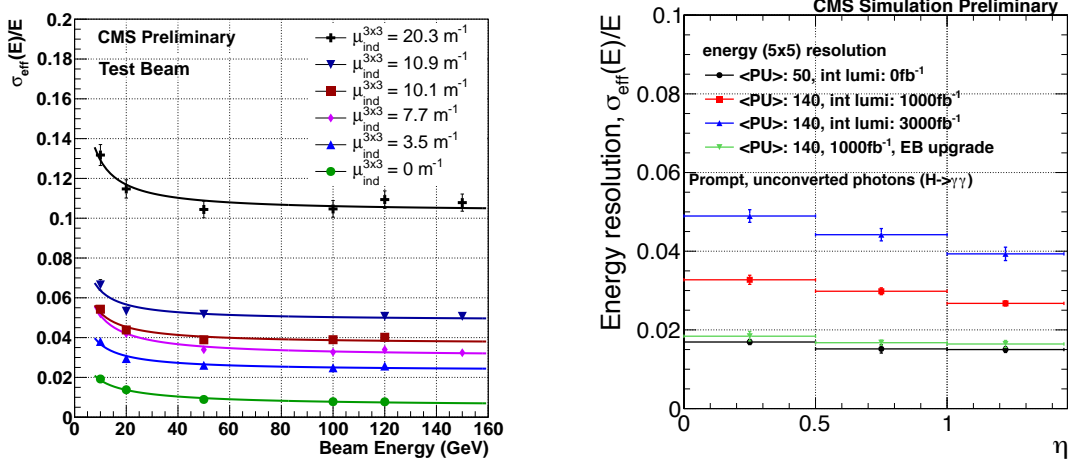 CMS Preliminary
Test Beam
μ_ind^3x3 = 20.3 m^-1
μ_ind^3x3 = 10.9 m^-1
μ_ind^3x3 = 10.1 m^-1
μ_ind^3x3 = 7.7 m^-1
μ_ind^3x3 = 3.5 m^-1
μ_ind^3x3 = 0 m^-1
σ_eff(E)/E
0.2
0.18
0.16
0.14
0.12
0.1
0.08
0.06
0.04
0.02
0
0 20 40 60 80 100 120 140 160
Beam Energy (GeV)
CMS Simulation Preliminary
energy (5x5) resolution
<PU>: 50, int lumi: 0fb^-1
<PU>: 140, int lumi: 1000fb^-1
<PU>: 140, int lumi: 3000fb^-1
<PU>: 140, 1000fb^-1, EB upgrade
Prompt, unconverted photons (H->γγ)
Energy resolution, σ_eff(E)/E
0.1
0.08
0.06
0.04
0.02
0
0 0.5 1
η